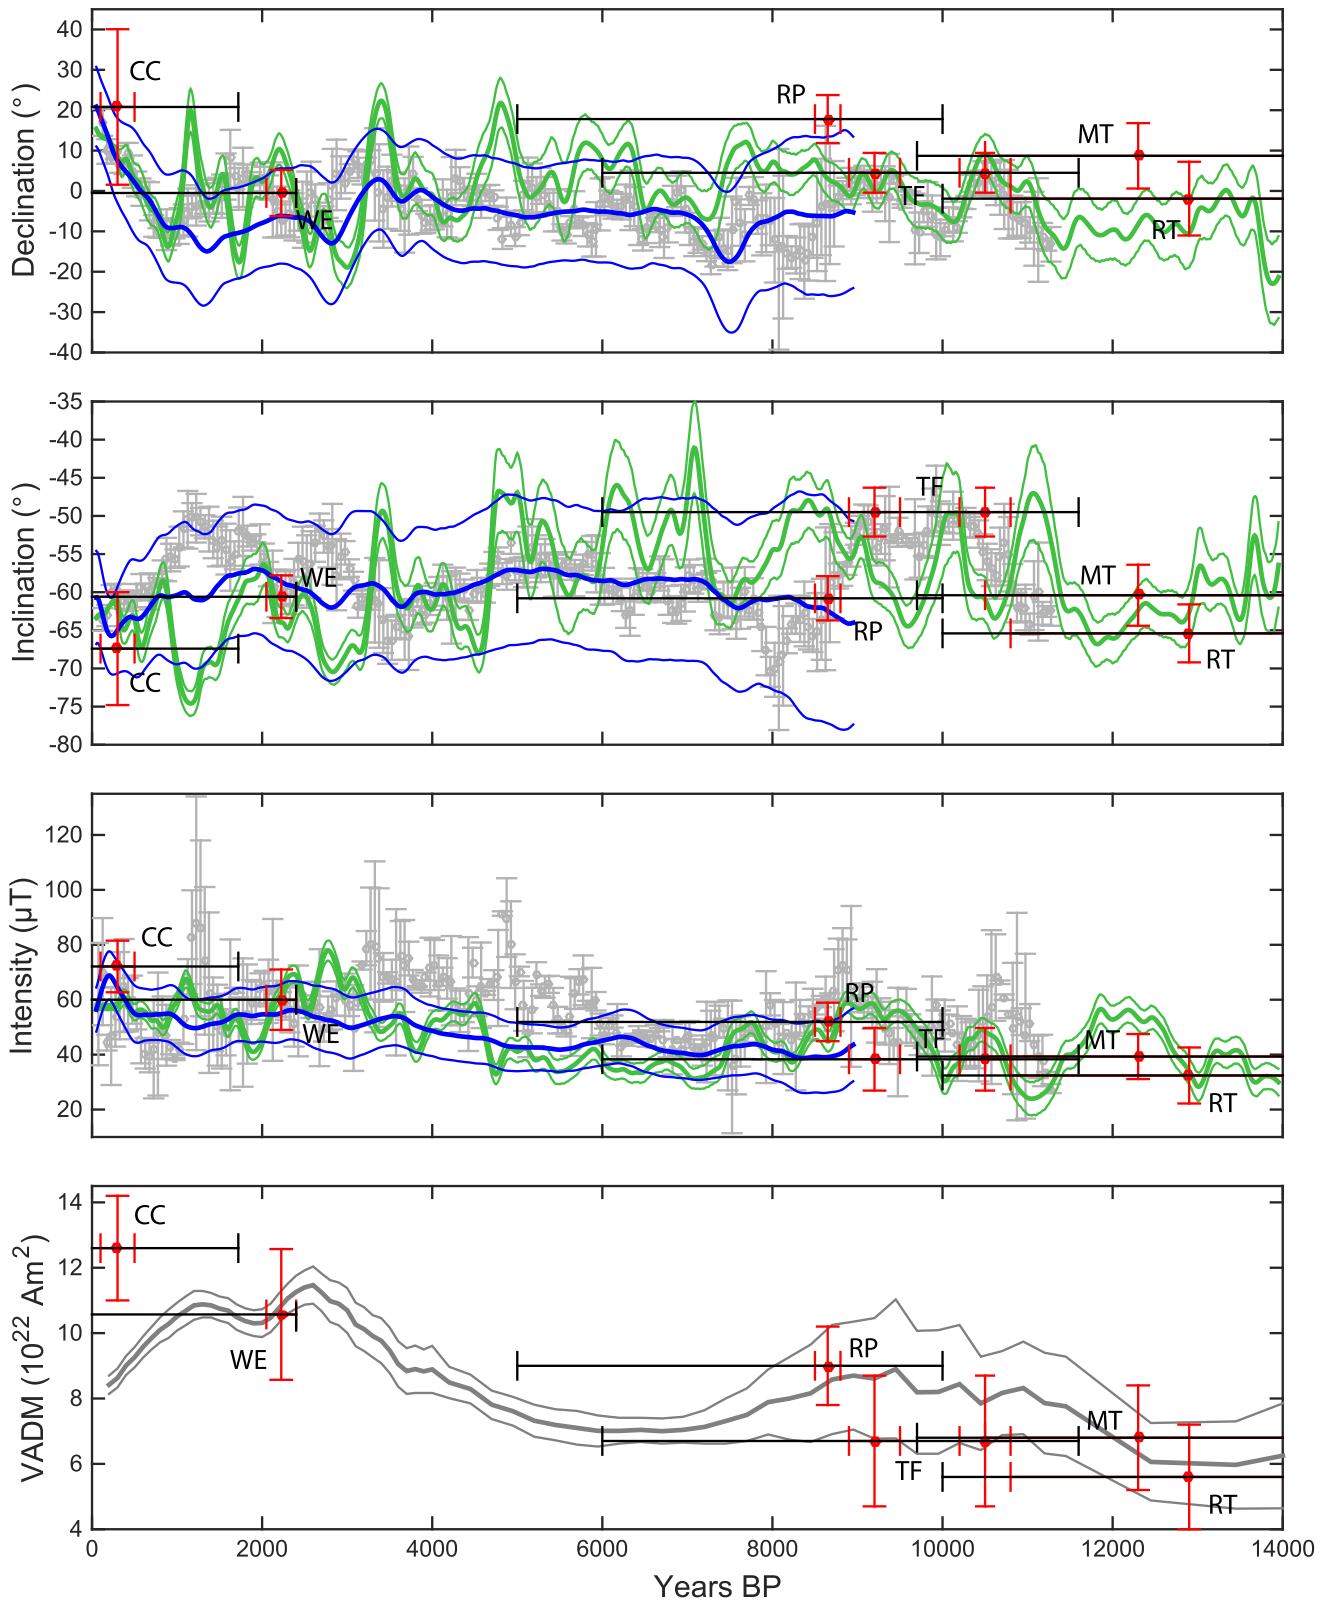 40
CC
30
20
RP
10
MT
0
WE
TF
RT
-10
-20
-30
-40
Declination (°)
-35
-40
-45
TF
-50
-55
WE
MT
-60
RP
-65
RT
CC
-70
-75
-80
Inclination (°)
120
100
CC
80
RP
60
WE
TF
MT
40
RT
20
Intensity (μT)
14
CC
12
10
WE
RP
8
MT
6
TF
RT
4
VADM (10²² Am²)
0 2000 4000 6000 8000 10000 12000 14000
Years BP